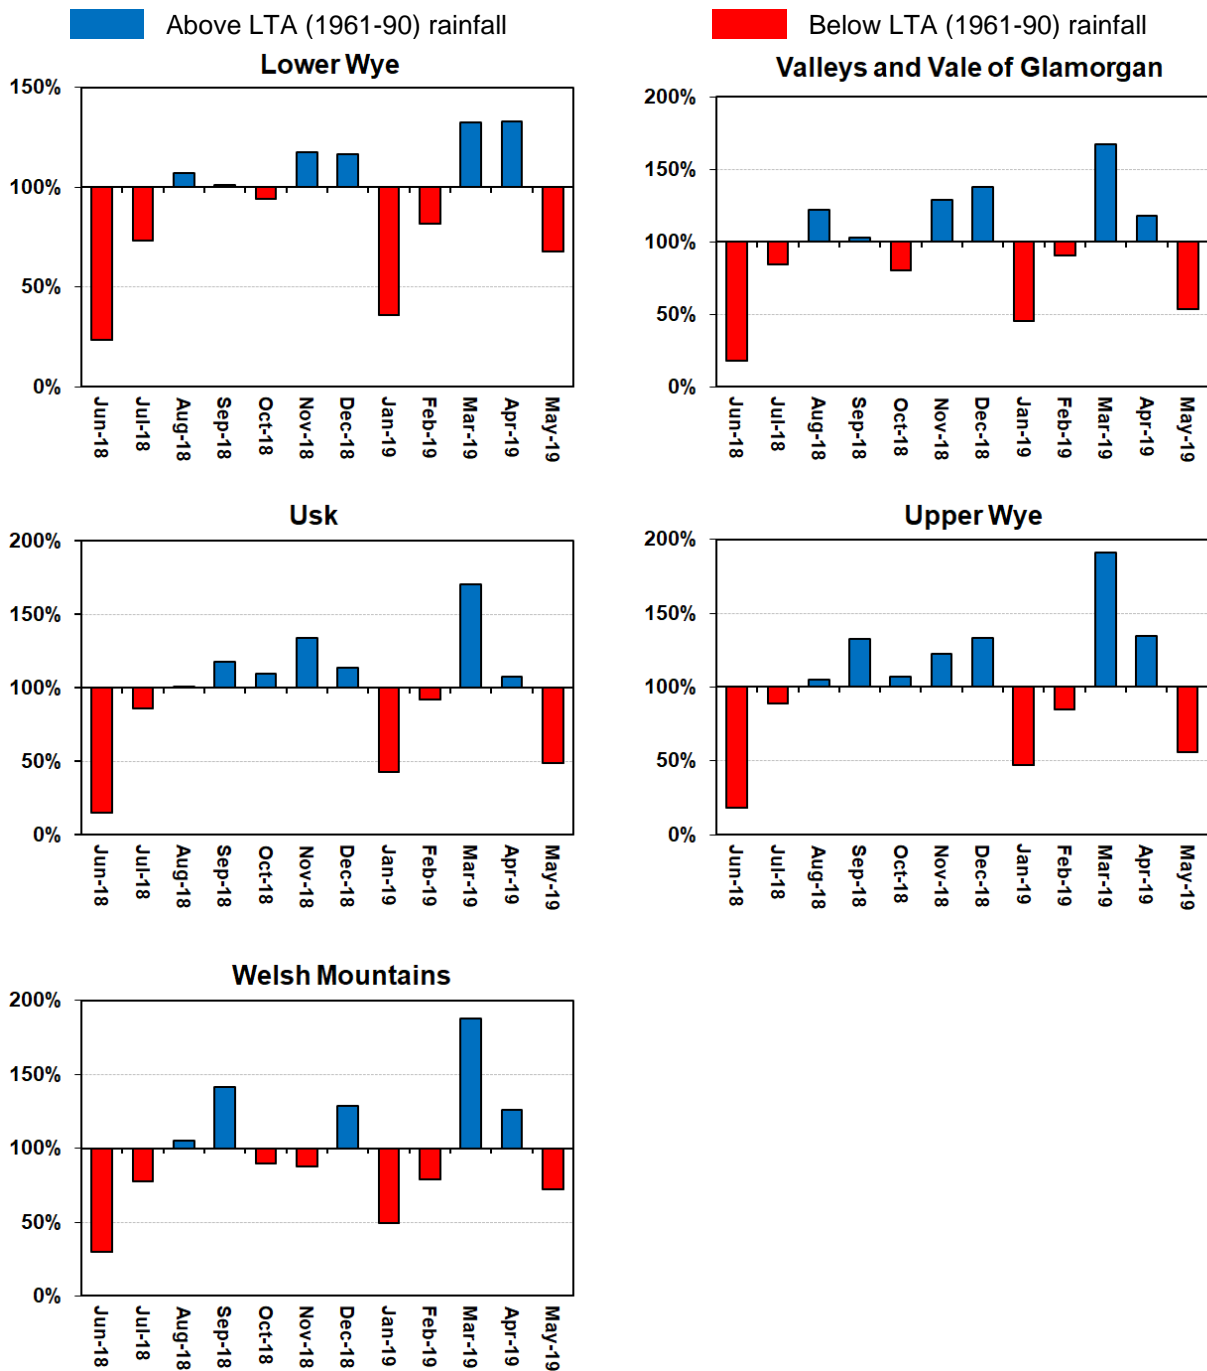 Above LTA (1961-90) rainfall
Below LTA (1961-90) rainfall
Lower Wye
150%
100%
50%
0%
Jun-18
Jul-18
Aug-18
Sep-18
Oct-18
Nov-18
Dec-18
Jan-19
Feb-19
Mar-19
Apr-19
May-19
Valleys and Vale of Glamorgan
200%
150%
100%
50%
0%
Jun-18
Jul-18
Aug-18
Sep-18
Oct-18
Nov-18
Dec-18
Jan-19
Feb-19
Mar-19
Apr-19
May-19
Usk
200%
150%
100%
50%
0%
Jun-18
Jul-18
Aug-18
Sep-18
Oct-18
Nov-18
Dec-18
Jan-19
Feb-19
Mar-19
Apr-19
May-19
Upper Wye
200%
150%
100%
50%
0%
Jun-18
Jul-18
Aug-18
Sep-18
Oct-18
Nov-18
Dec-18
Jan-19
Feb-19
Mar-19
Apr-19
May-19
Welsh Mountains
200%
150%
100%
50%
0%
Jun-18
Jul-18
Aug-18
Sep-18
Oct-18
Nov-18
Dec-18
Jan-19
Feb-19
Mar-19
Apr-19
May-19